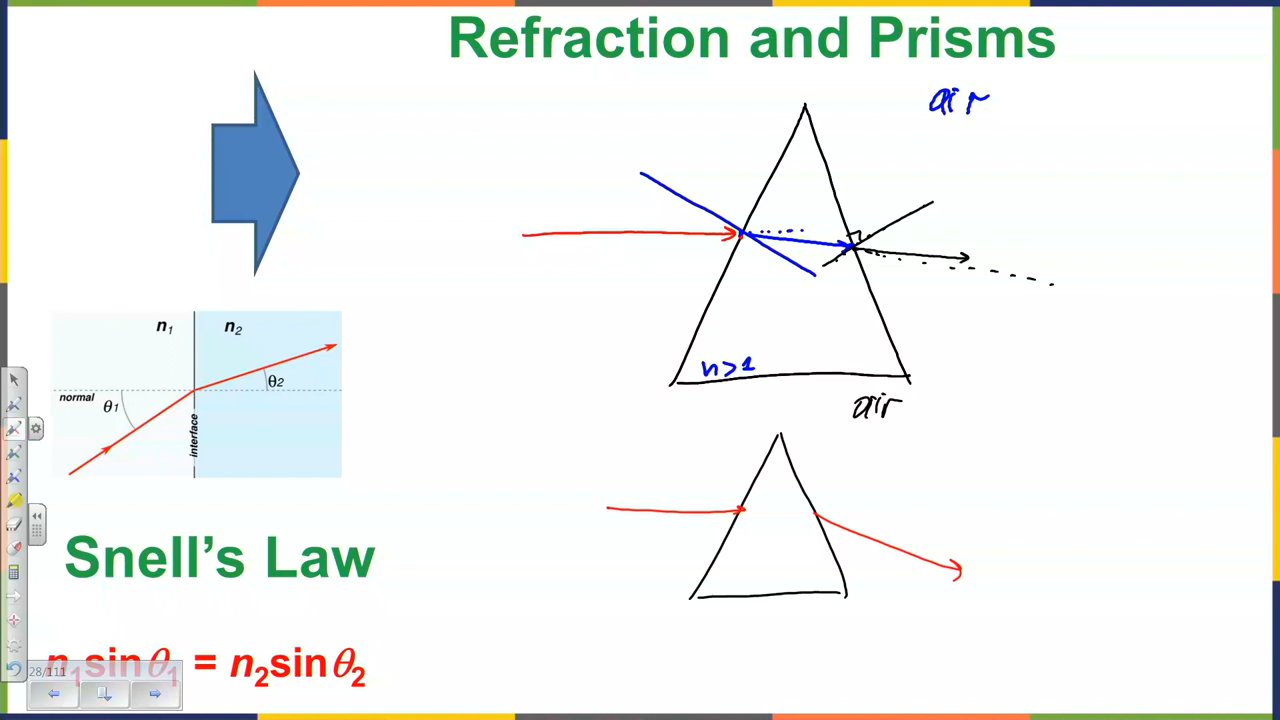 Refraction and Prisms
air
n>1
air
n1 n2
normal θ1 θ2
interface
Snell's Law
n1sinθ1 = n2sinθ2
28/111